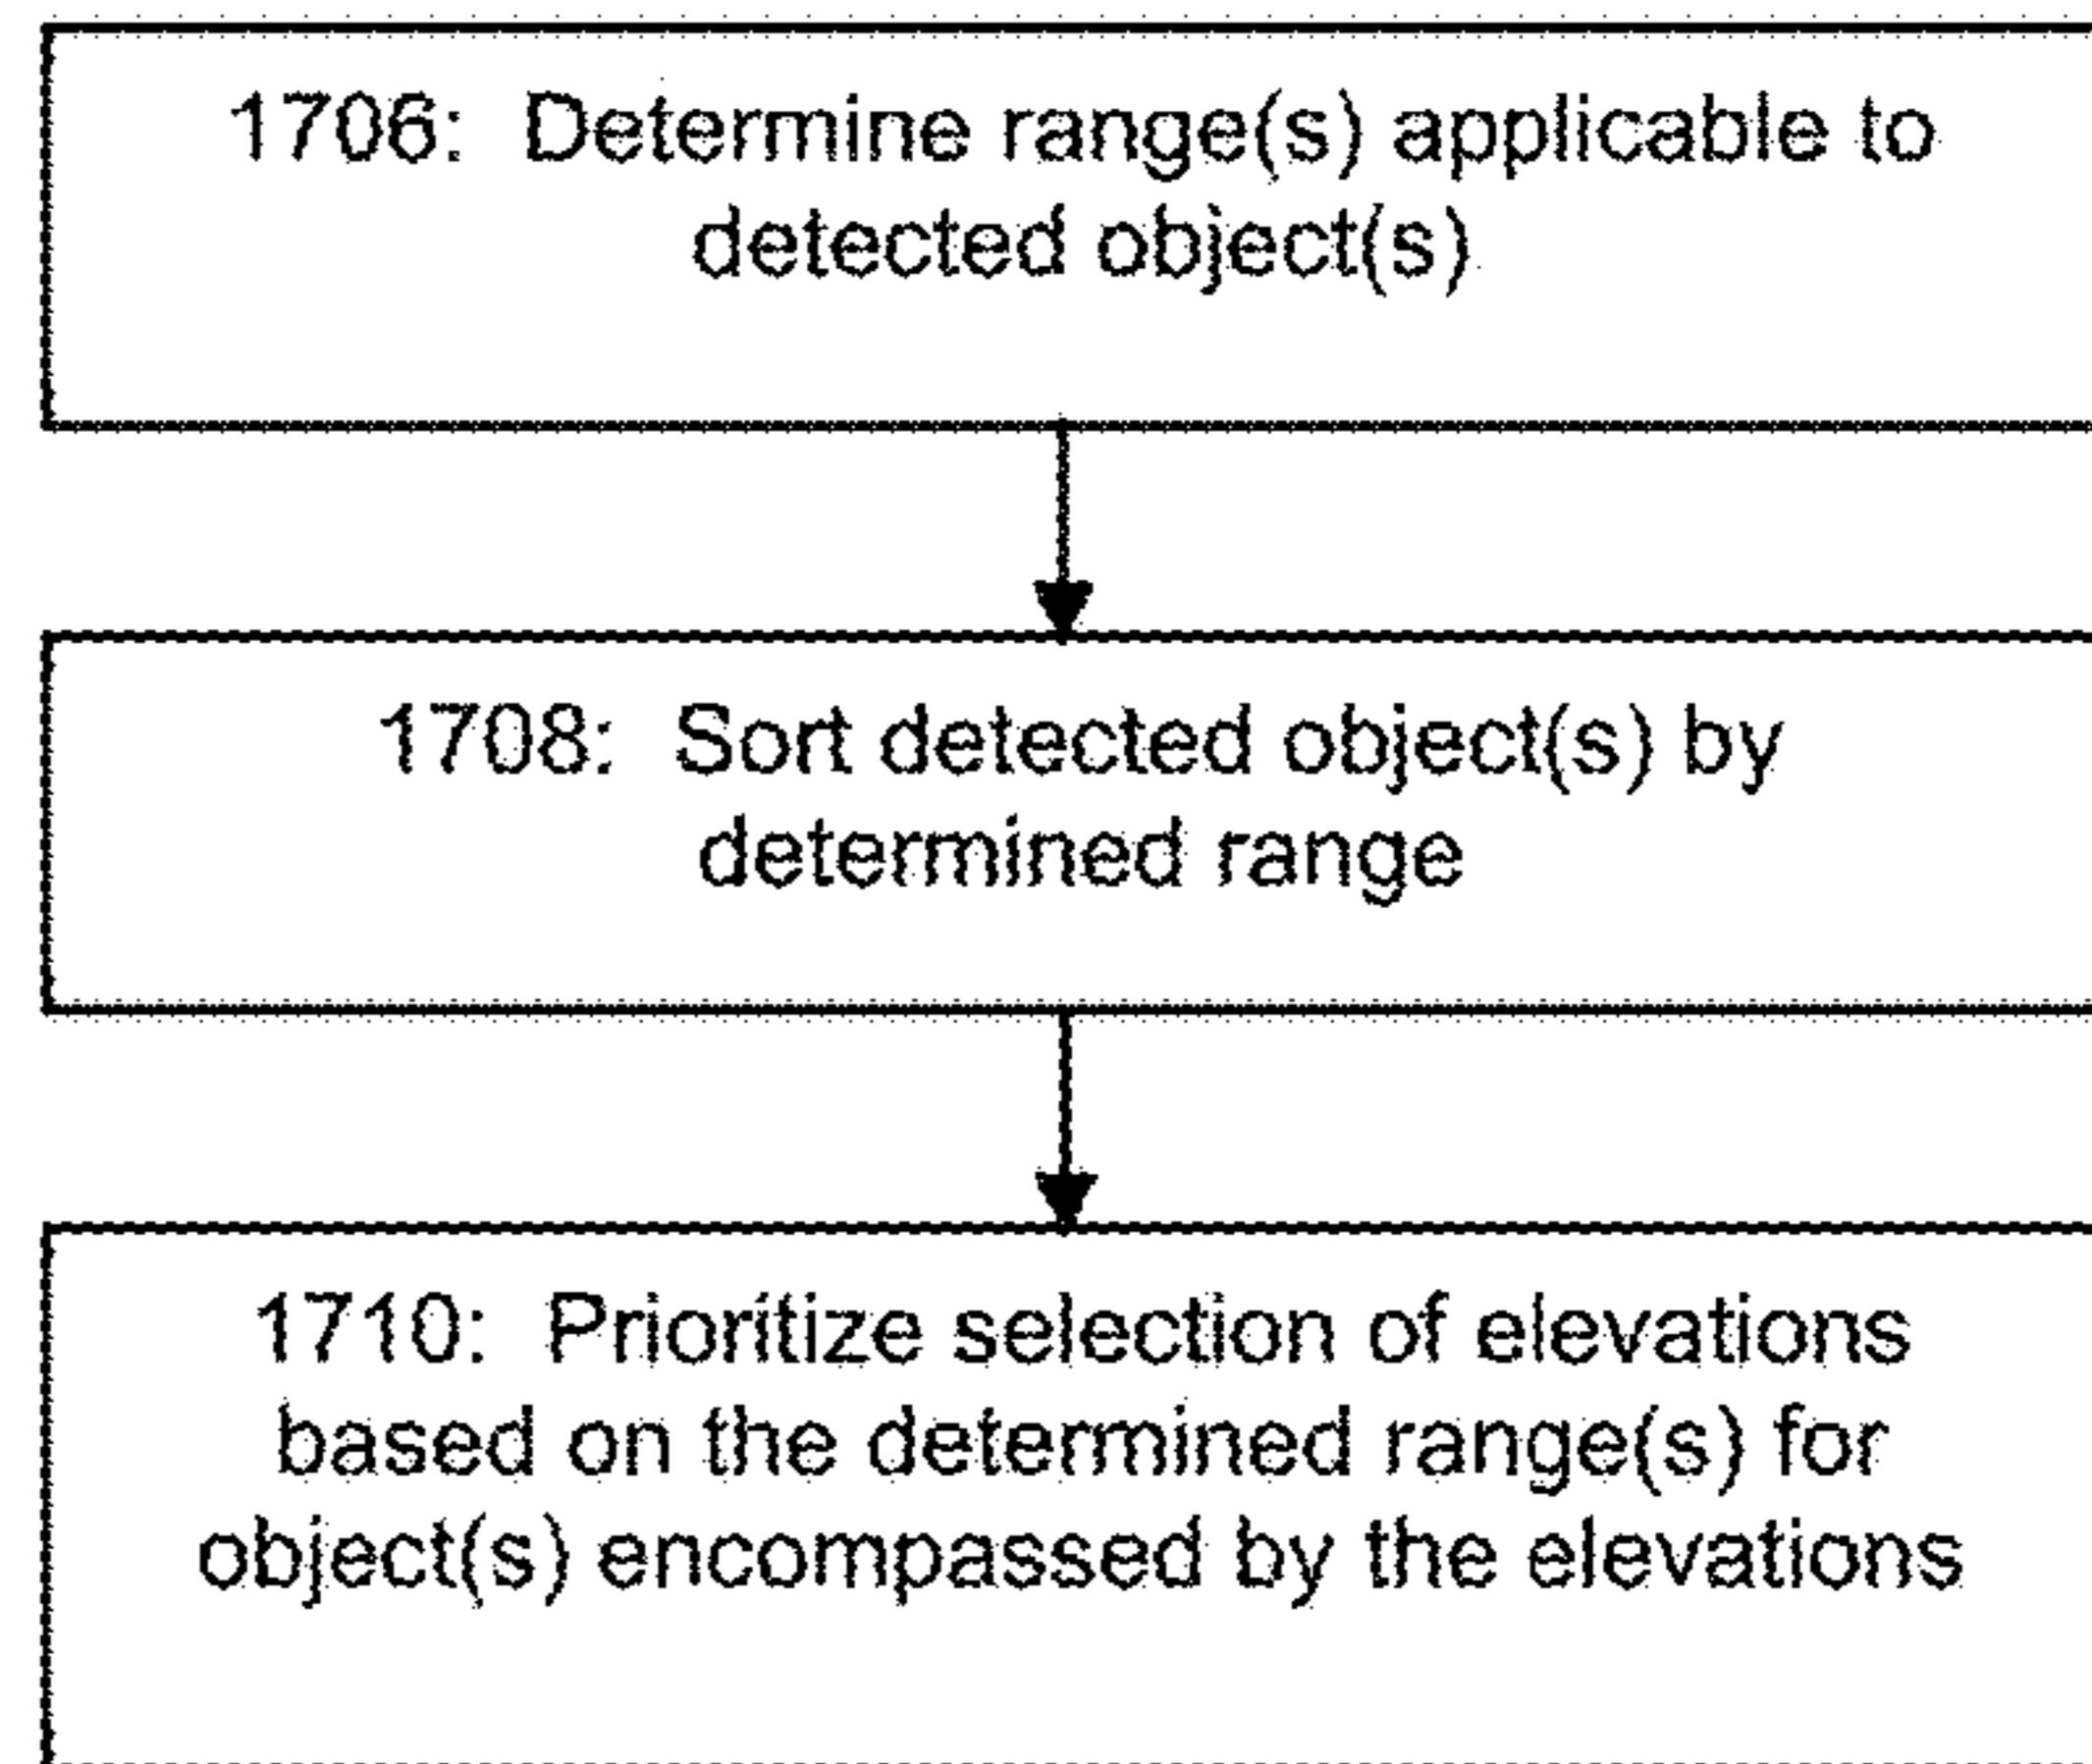 1706: Determine range(s) applicable to
detected object(s)
1708: Sort detected object(s) by
determined range
1710: Prioritize selection of elevations
based on the determined range(s) for
object(s) encompassed by the elevations